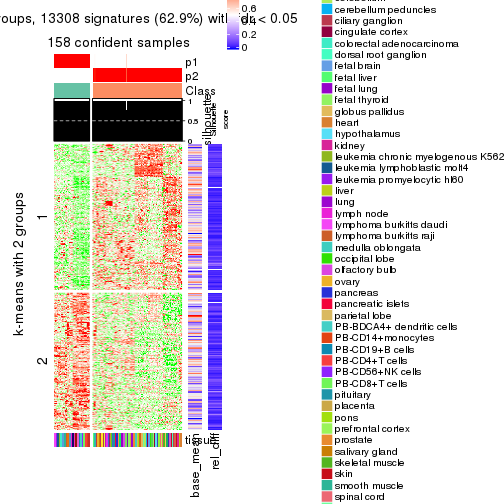 oups, 13308 signatures (62.9%) with
< 0.05
158 confident samples
p1
p2
Class
1
0.5
0
silhouette
score
k-means with 2 groups
1
2
tissue
base_mean
rel_diff
0.6
0.4
0.2
0
cerebellum peduncles
ciliary ganglion
cingulate cortex
colorectal adenocarcinoma
dorsal root ganglion
fetal brain
fetal liver
fetal lung
fetal thyroid
globus pallidus
heart
hypothalamus
kidney
leukemia chronic myelogenous K562
leukemia lymphoblastic molt4
leukemia promyelocytic hl60
liver
lung
lymph node
lymphoma burkitts daudi
lymphoma burkitts raji
medulla oblongata
occipital lobe
olfactory bulb
ovary
pancreas
pancreatic islets
parietal lobe
PB-BDCA4+ dendritic cells
PB-CD14+monocytes
PB-CD19+B cells
PB-CD4+T cells
PB-CD56+NK cells
PB-CD8+T cells
pituitary
placenta
pons
prefrontal cortex
prostate
salivary gland
skeletal muscle
skin
smooth muscle
spinal cord